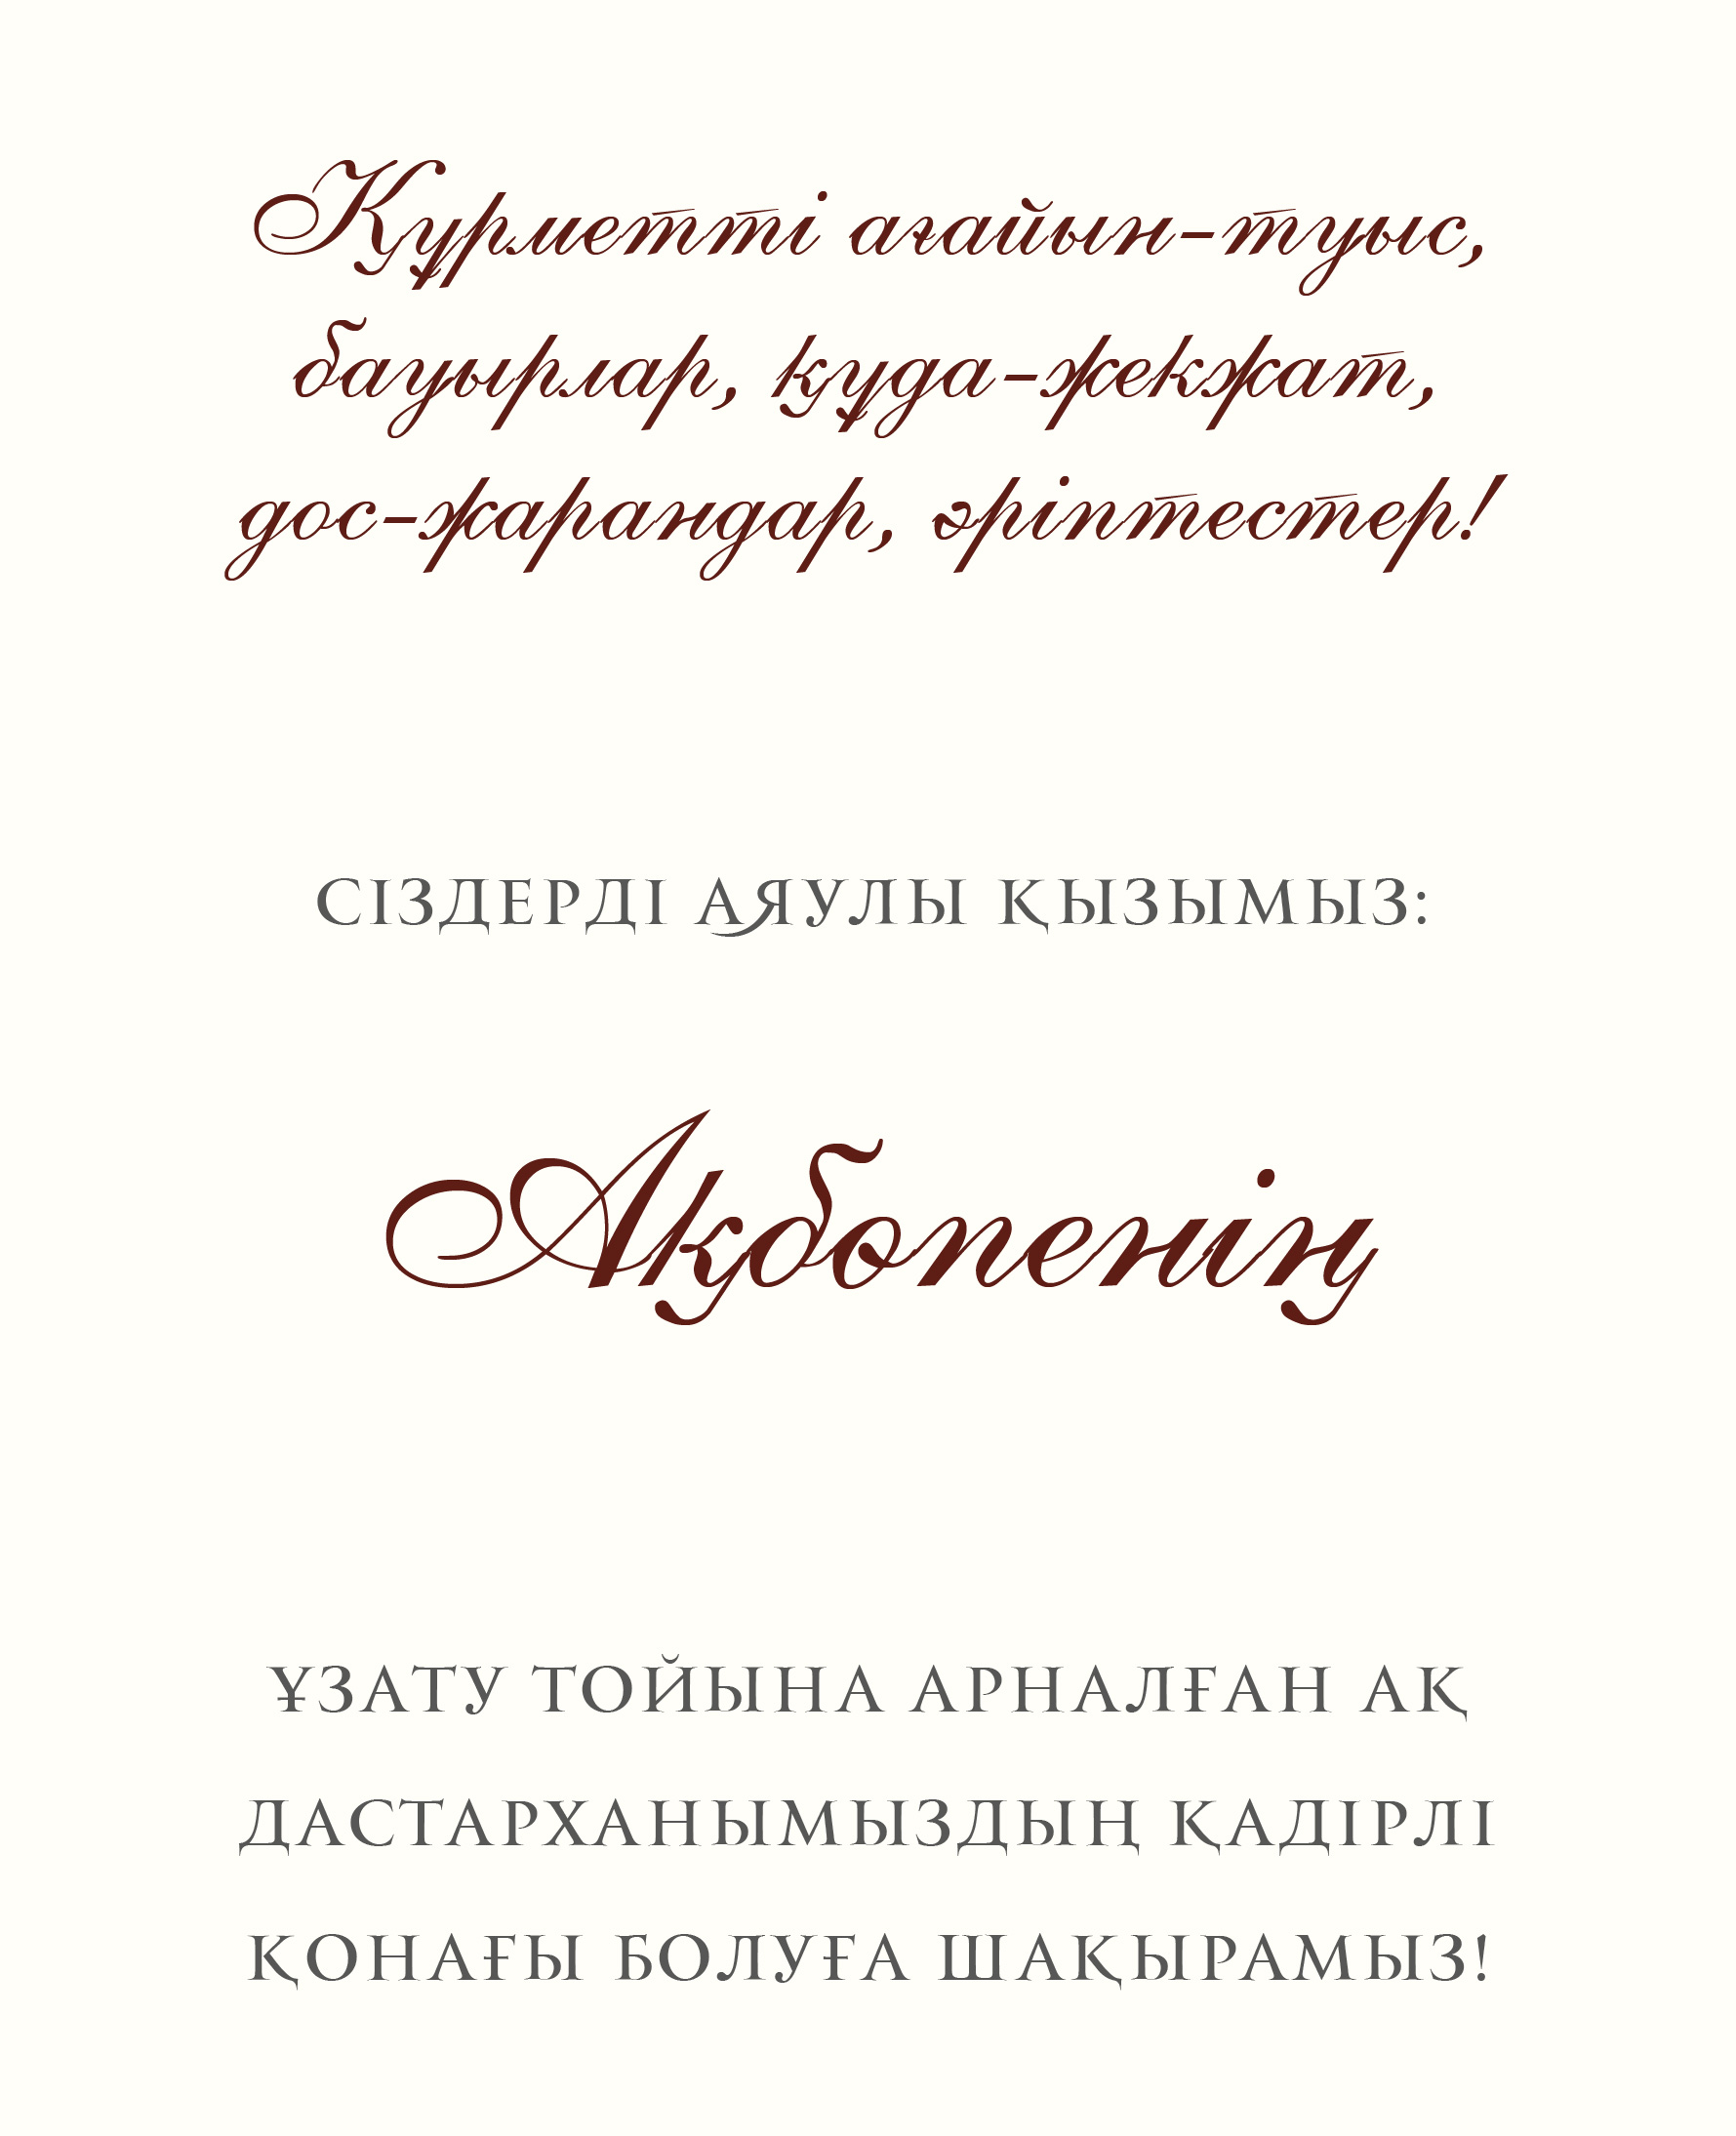 Құрметті ағайын-туыс,
бауырлар, құда-жекжат,
дос-жарандар, әріптестер!
СІЗДЕРДІ АЯУЛЫ ҚЫЗЫМЫЗ:
Ақбөпенің
ҰЗАТУ ТОЙЫНА АРНАЛҒАН АҚ
ДАСТАРХАНЫМЫЗДЫҢ ҚАДІРЛІ
ҚОНАҒЫ БОЛУҒА ШАҚЫРАМЫЗ!